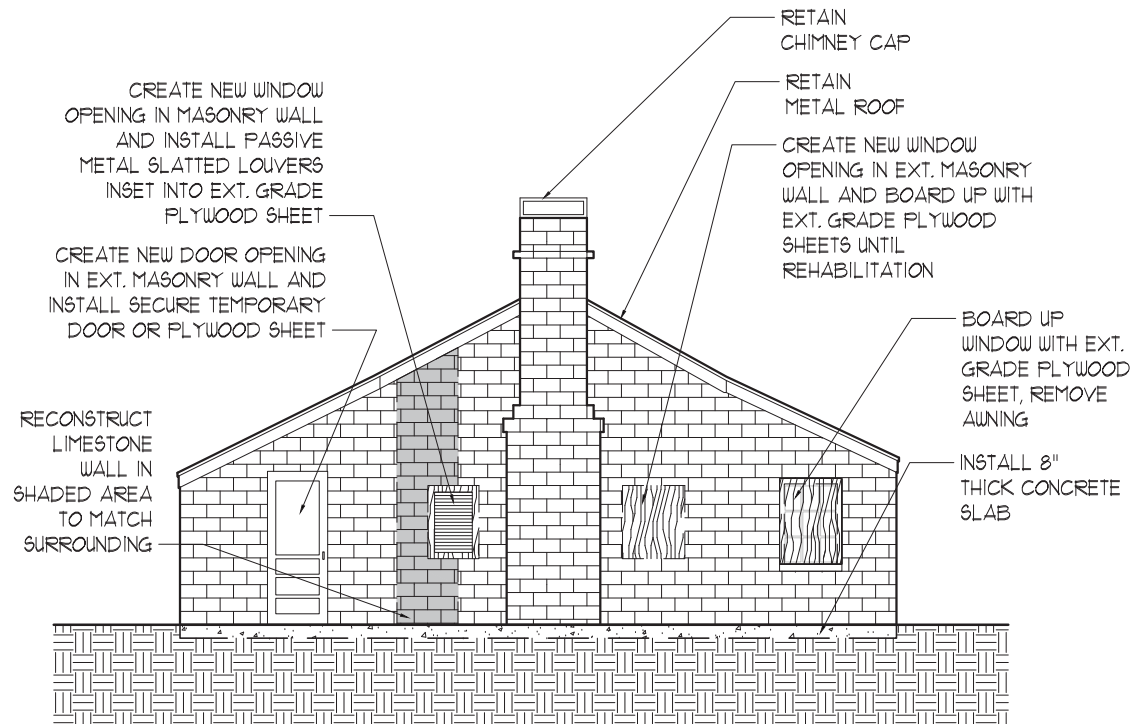 RETAIN
CHIMNEY CAP
RETAIN
METAL ROOF
CREATE NEW WINDOW
OPENING IN EXT. MASONRY
WALL AND BOARD UP WITH
EXT. GRADE PLYWOOD
SHEETS UNTIL
REHABILITATION
CREATE NEW WINDOW
OPENING IN MASONRY WALL
AND INSTALL PASSIVE
METAL SLATTED LOUVERS
INSET INTO EXT. GRADE
PLYWOOD SHEET
CREATE NEW DOOR OPENING
IN EXT. MASONRY WALL AND
INSTALL SECURE TEMPORARY
DOOR OR PLYWOOD SHEET
RECONSTRUCT
LIMESTONE
WALL IN
SHADED AREA
TO MATCH
SURROUNDING
BOARD UP
WINDOW WITH EXT.
GRADE PLYWOOD
SHEET, REMOVE
AWNING
INSTALL 8"
THICK CONCRETE
SLAB